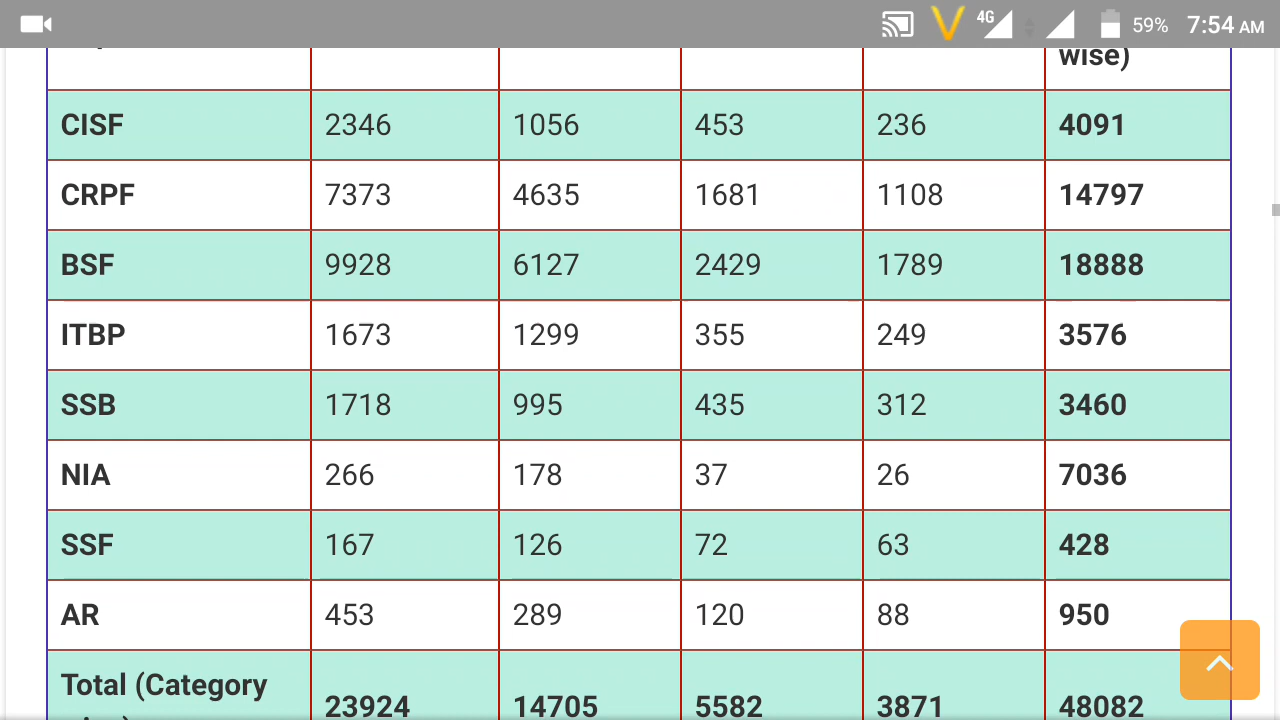 4G 59% 7:54 AM
wise)
CISF 2346 1056 453 236 4091
CRPF 7373 4635 1681 1108 14797
BSF 9928 6127 2429 1789 18888
ITBP 1673 1299 355 249 3576
SSB 1718 995 435 312 3460
NIA 266 178 37 26 7036
SSF 167 126 72 63 428
AR 453 289 120 88 950
Total (Category
23924 14705 5582 3871 48082